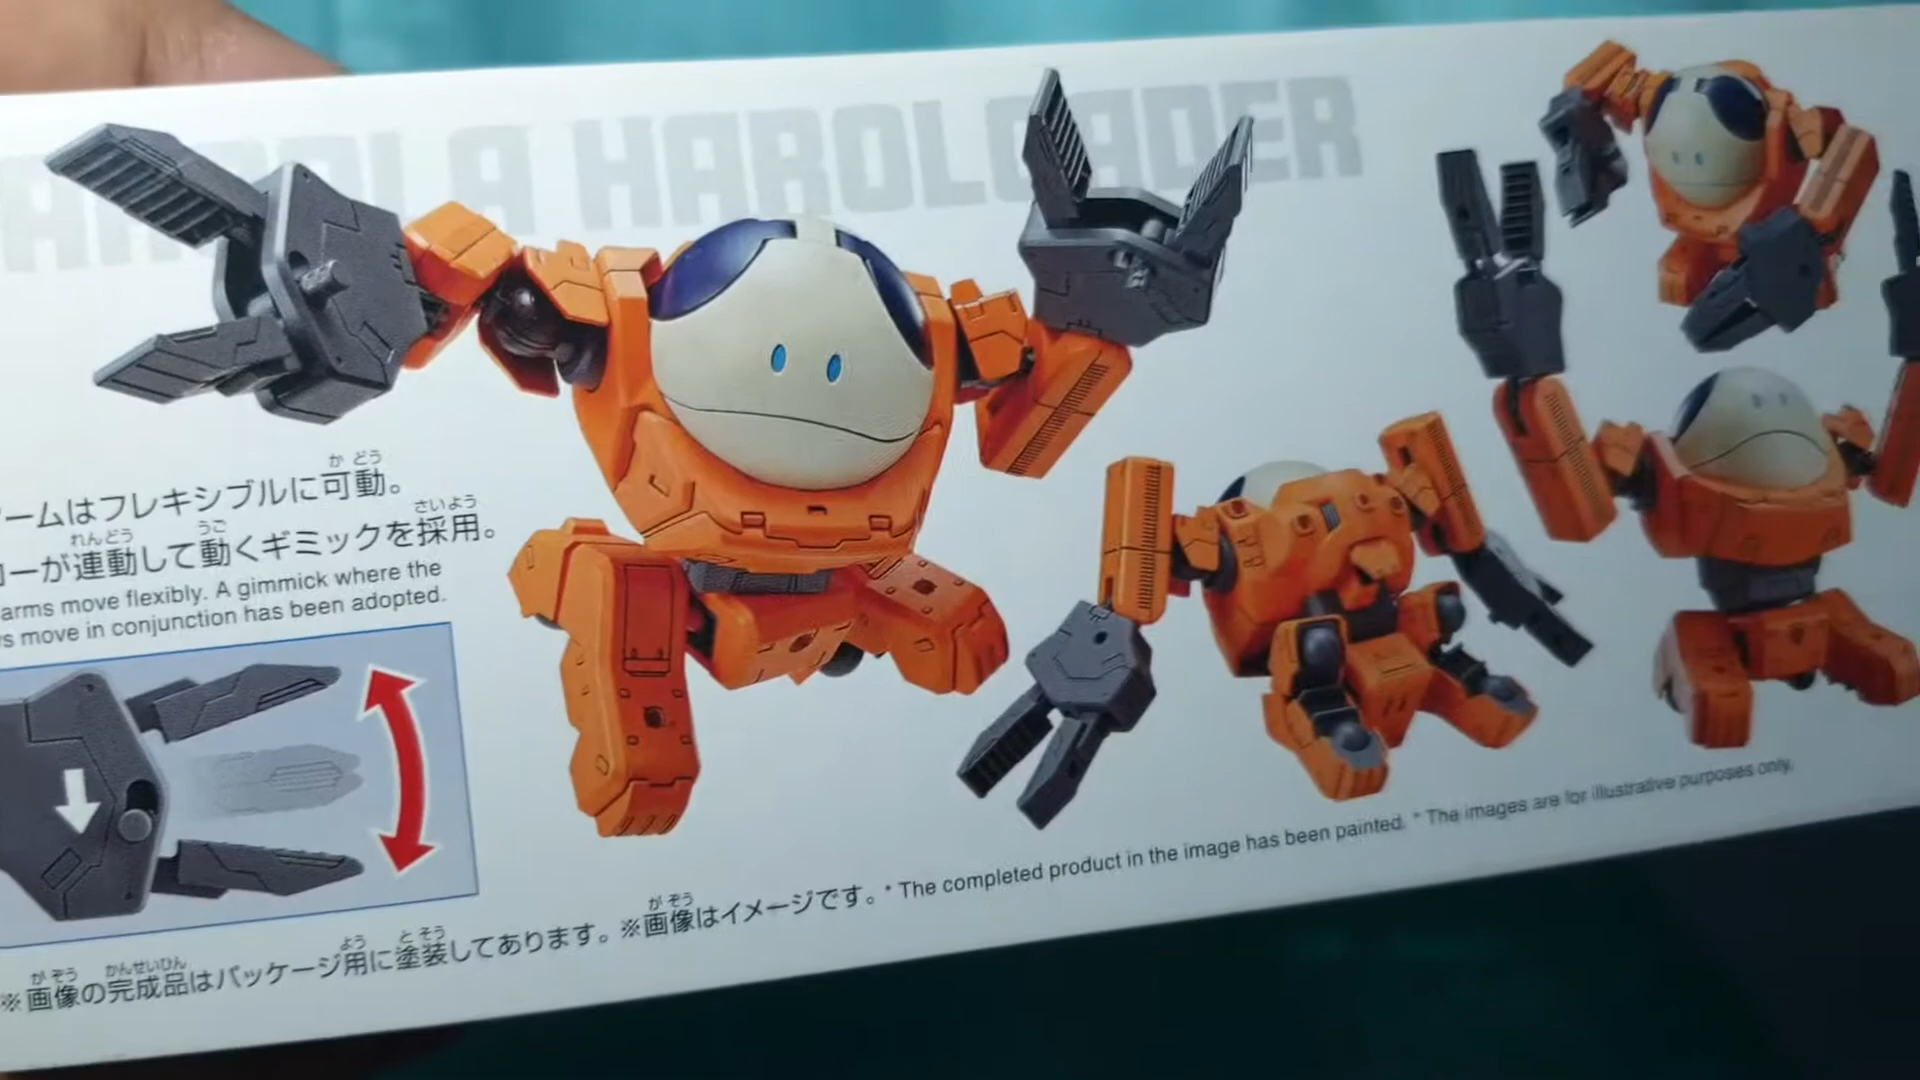 HAROLOADER
ームはフレキシブルに可動。
ーが連動して動くギミックを採用。
arms move flexibly. A gimmick where the
s move in conjunction has been adopted.
※画像の完成品はパッケージ用に塗装してあります。※画像はイメージです。* The completed product in the image has been painted. * The images are for illustrative purposes only.